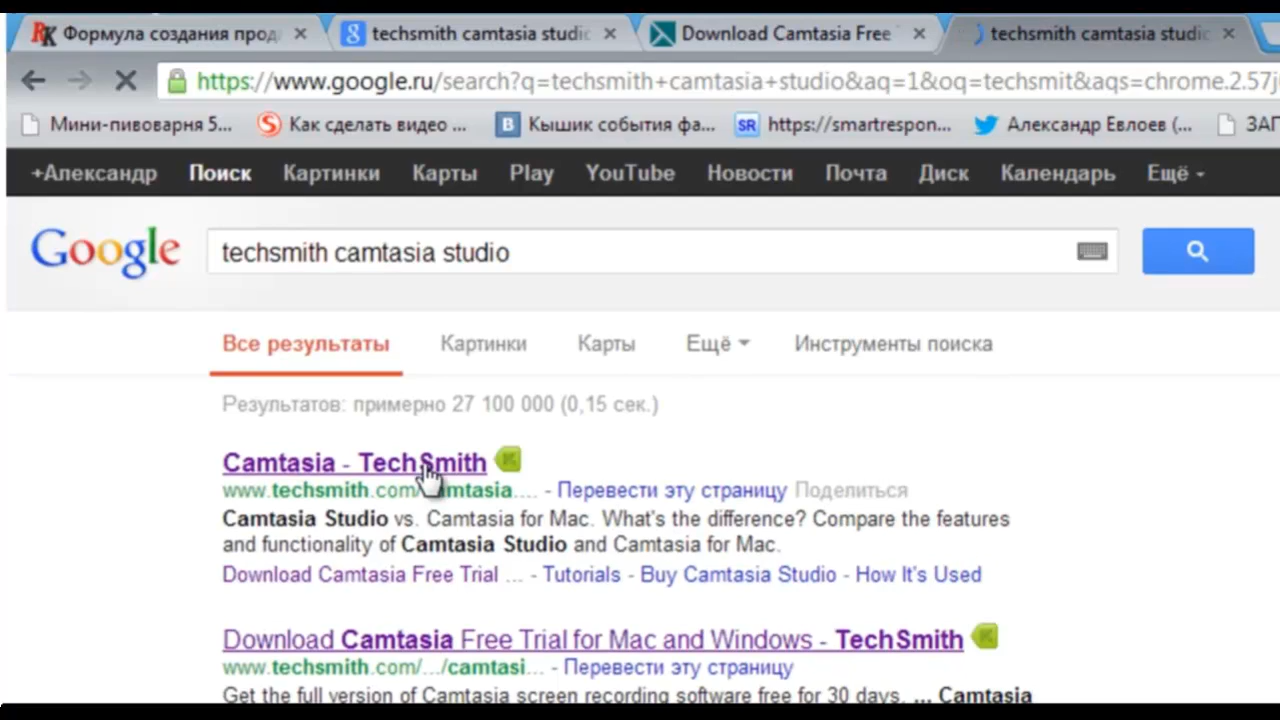 Формула создания прод
techsmith camtasia studio
Download Camtasia Free
techsmith camtasia studio
https://www.google.ru/search?q=techsmith+camtasia+studio&aq=1&oq=techsmit&aqs=chrome.2.57j
Мини-пивоварня 5...
Как сделать видео ...
Кышик события фа...
https://smartrespon...
Александр Евлоев (...
ЗАП
+Александр Поиск Картинки Карты Play YouTube Новости Почта Диск Календарь Ещё
Google
techsmith camtasia studio
Все результаты Картинки Карты Ещё Инструменты поиска
Результатов: примерно 27 100 000 (0,15 сек.)
Camtasia - TechSmith
www.techsmith.com/camtasia.... - Перевести эту страницу Поделиться
Camtasia Studio vs. Camtasia for Mac. What's the difference? Compare the features
and functionality of Camtasia Studio and Camtasia for Mac.
Download Camtasia Free Trial ... - Tutorials - Buy Camtasia Studio - How It's Used
Download Camtasia Free Trial for Mac and Windows - TechSmith
www.techsmith.com/.../camtasi... - Перевести эту страницу
Get the full version of Camtasia screen recording software free for 30 days. ... Camtasia